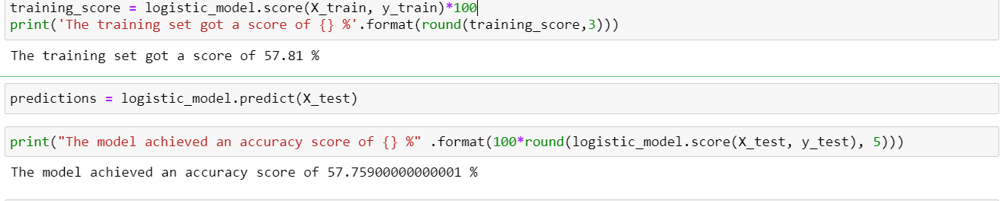 training_score = logistic_model.score(X_train, y_train)*100
print('The training set got a score of {} %'.format(round(training_score,3)))
The training set got a score of 57.81 %
predictions = logistic_model.predict(X_test)
print("The model achieved an accuracy score of {} %" .format(100*round(logistic_model.score(X_test, y_test), 5)))
The model achieved an accuracy score of 57.75900000000001 %